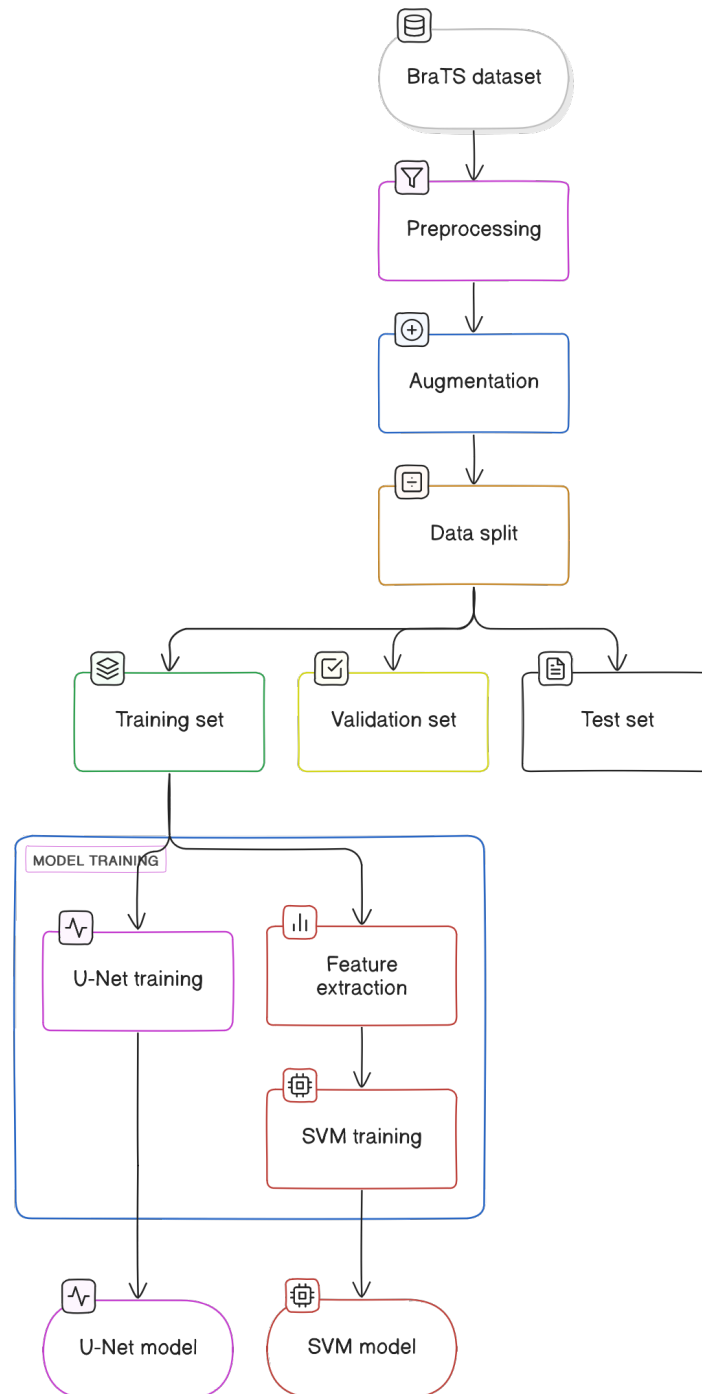 BraTS dataset
Preprocessing
Augmentation
Data split
Training set
Validation set
Test set
MODEL TRAINING
U-Net training
Feature
extraction
SVM training
U-Net model
SVM model